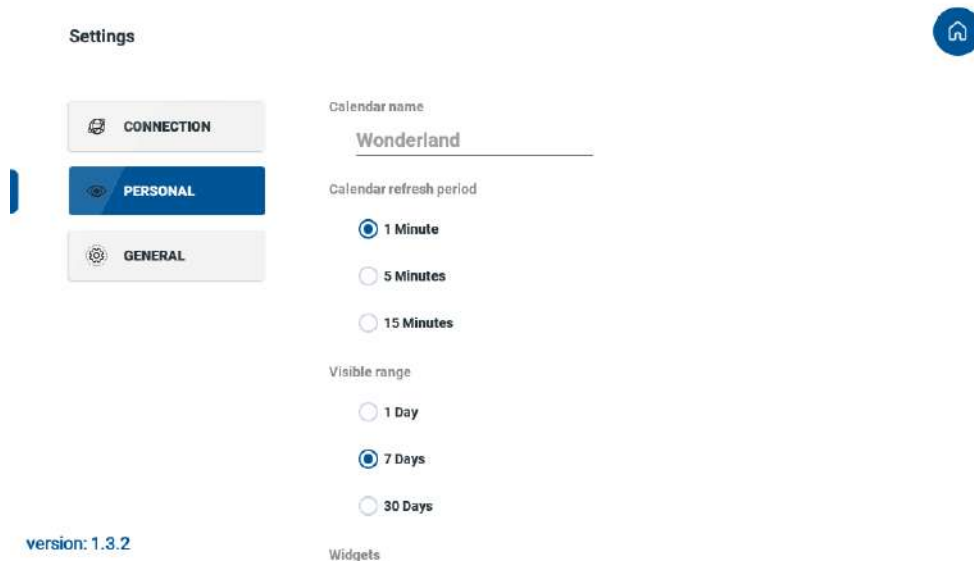 Settings
CONNECTION
PERSONAL
GENERAL
Calendar name
Wonderland
Calendar refresh period
1 Minute
5 Minutes
15 Minutes
Visible range
1 Day
7 Days
30 Days
Widgets
version: 1.3.2